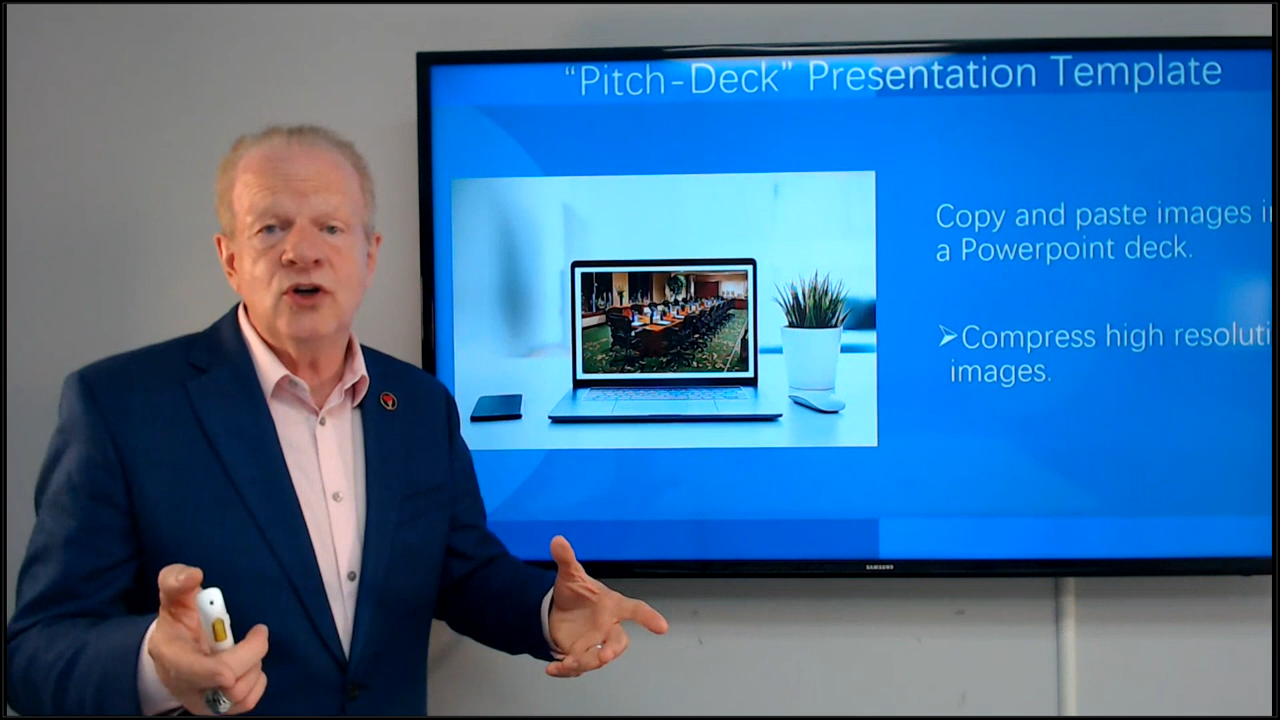 “Pitch-Deck” Presentation Template
Copy and paste images i
a Powerpoint deck.
➢Compress high resoluti
images.
SAMSUNG